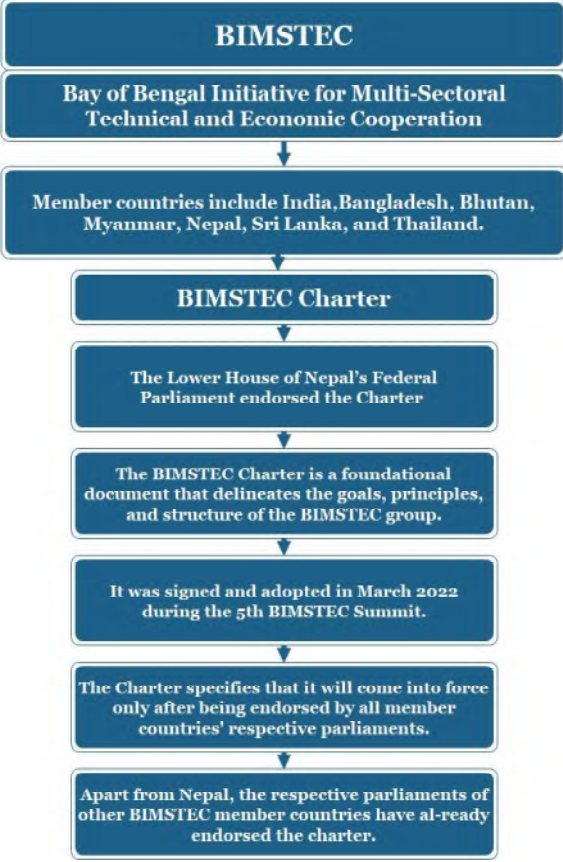 BIMSTEC
Bay of Bengal Initiative for Multi-Sectoral
Technical and Economic Cooperation
Member countries include India,Bangladesh, Bhutan,
Myanmar, Nepal, Sri Lanka, and Thailand.
BIMSTEC Charter
The Lower House of Nepal's Federal
Parliament endorsed the Charter
The BIMSTEC Charter is a foundational
document that delineates the goals, principles,
and structure of the BIMSTEC group.
It was signed and adopted in March 2022
during the 5th BIMSTEC Summit.
The Charter specifies that it will come into force
only after being endorsed by all member
countries' respective parliaments.
Apart from Nepal, the respective parliaments of
other BIMSTEC member countries have al-ready
endorsed the charter.